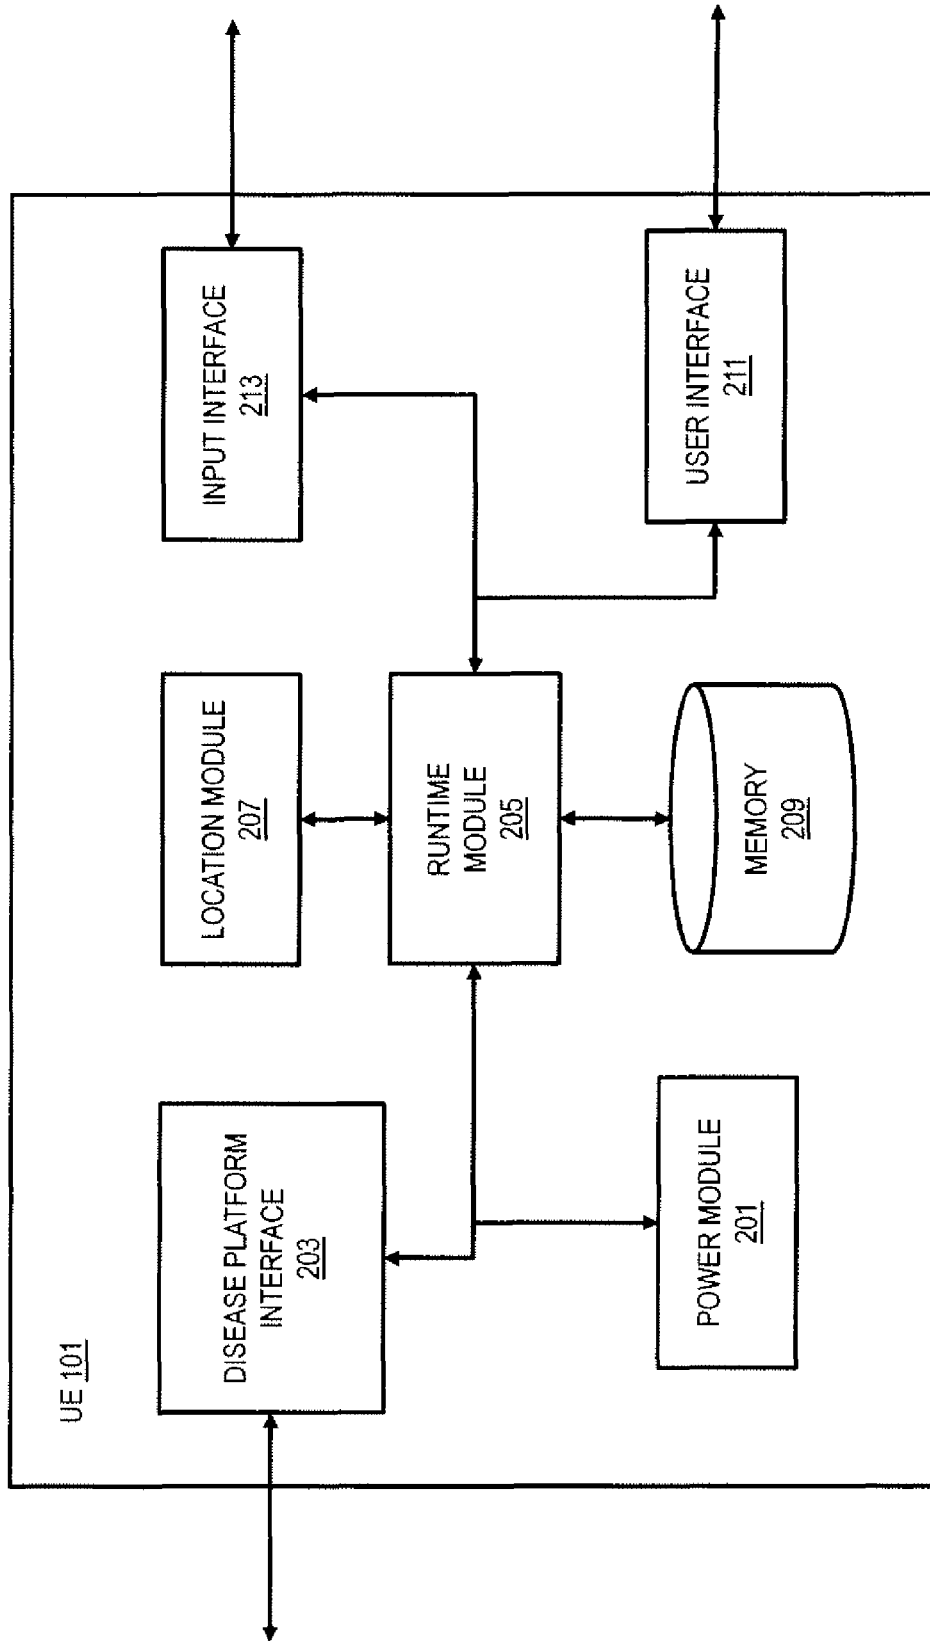 UE 101
DISEASE PLATFORM
INTERFACE
203
LOCATION MODULE
207
INPUT INTERFACE
213
RUNTIME
MODULE
205
POWER MODULE
201
MEMORY
209
USER INTERFACE
211